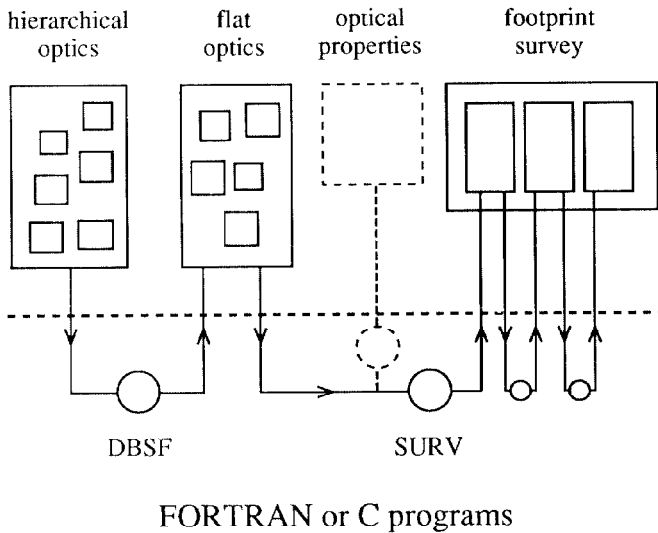 hierarchical
optics
flat
optics
optical
properties
footprint
survey
DBSF
SURV
FORTRAN or C programs